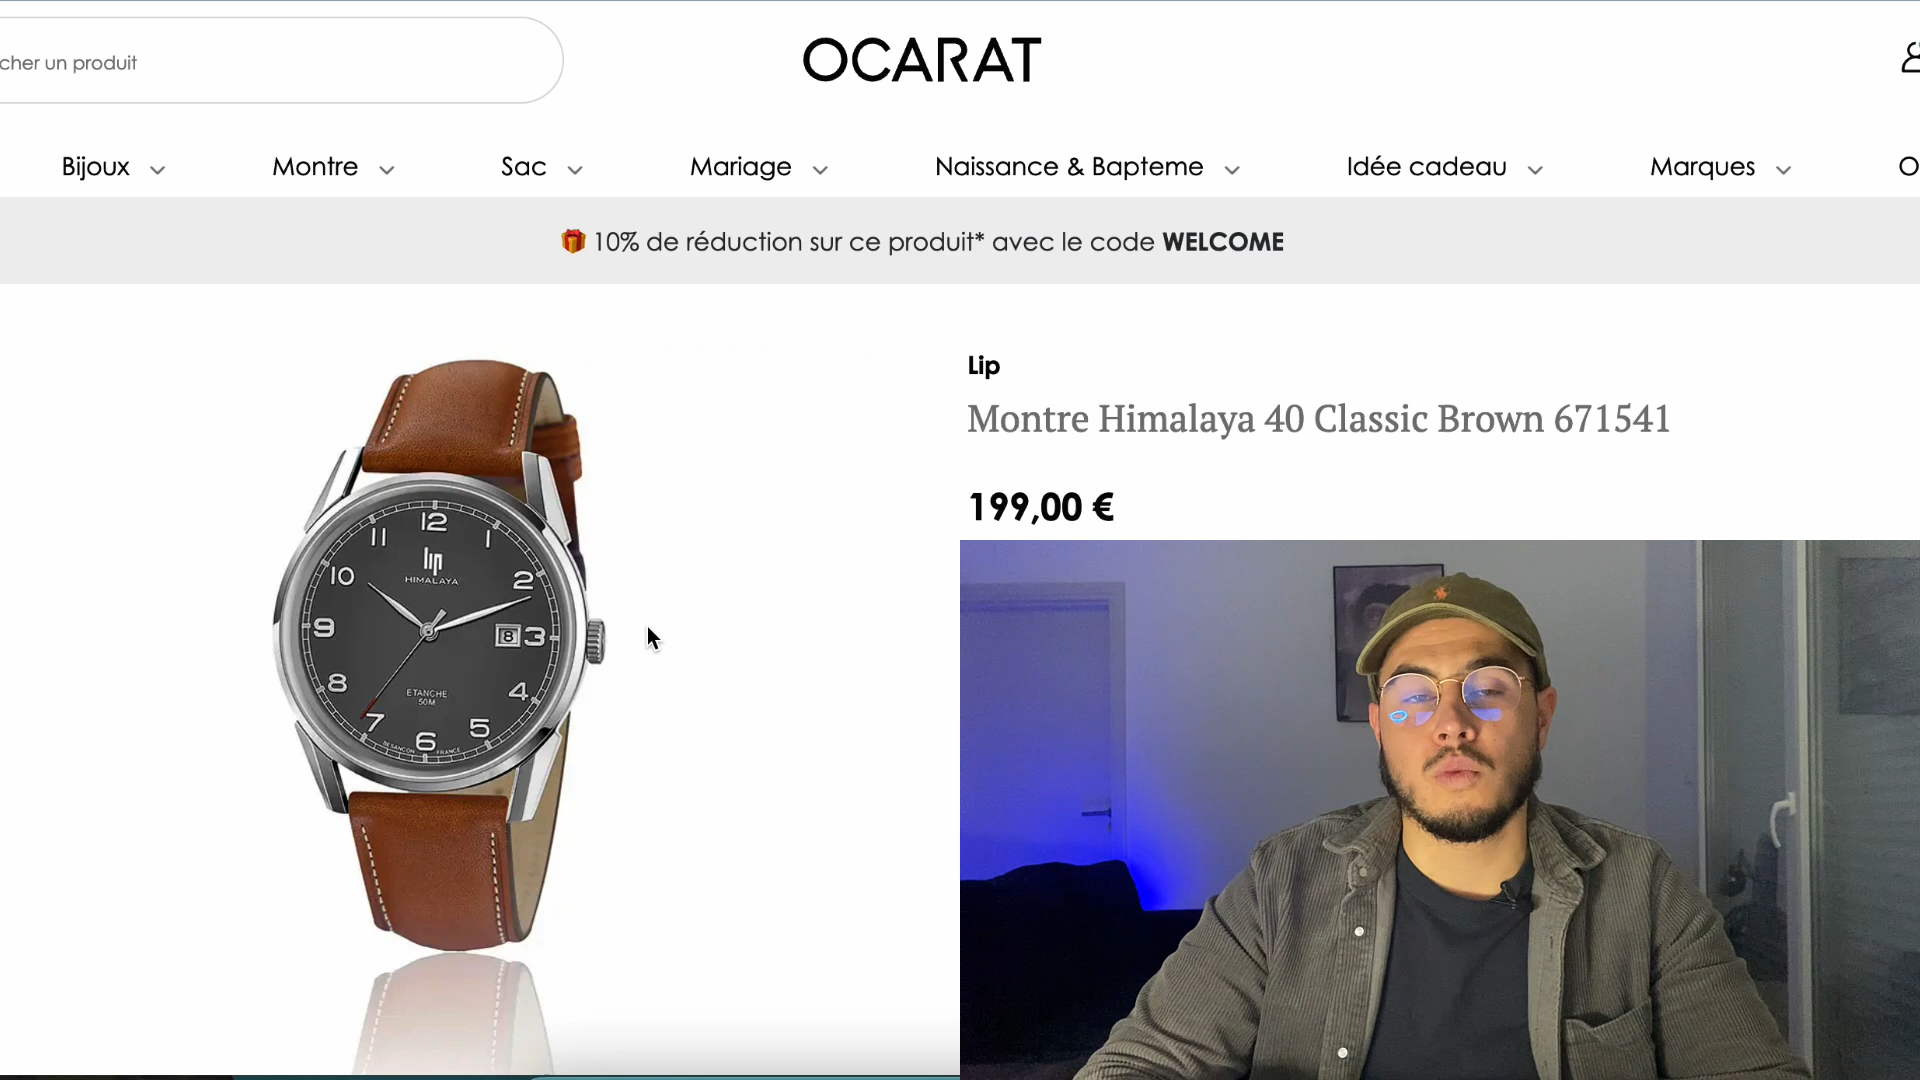 cher un produit
OCARAT
Bijoux
Montre
Sac
Mariage
Naissance & Bapteme
Idée cadeau
Marques
O
🎁 10% de réduction sur ce produit* avec le code WELCOME
Lip
Montre Himalaya 40 Classic Brown 671541
199,00 €
12
11
1
lip
HIMALAYA
10
2
9
8
3
8
ETANCHE
50M
4
7
5
6
BESANCON FRANCE